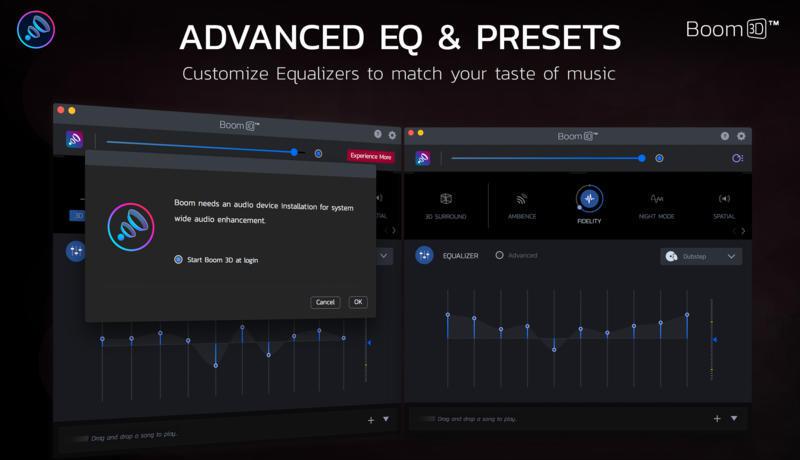 ADVANCED EQ & PRESETS
Boom 3D™
Customize Equalizers to match your taste of music
Boom 3D™
Experience More
Boom needs an audio device installation for system
wide audio enhancement.
Start Boom 3D at login
Cancel
OK
3D
Drag and drop a song to play..
Boom 3D™
3D SURROUND
AMBIENCE
FIDELITY
NIGHT MODE
SPATIAL
EQUALIZER
Advanced
Dubstep
Drag and drop a song to play..